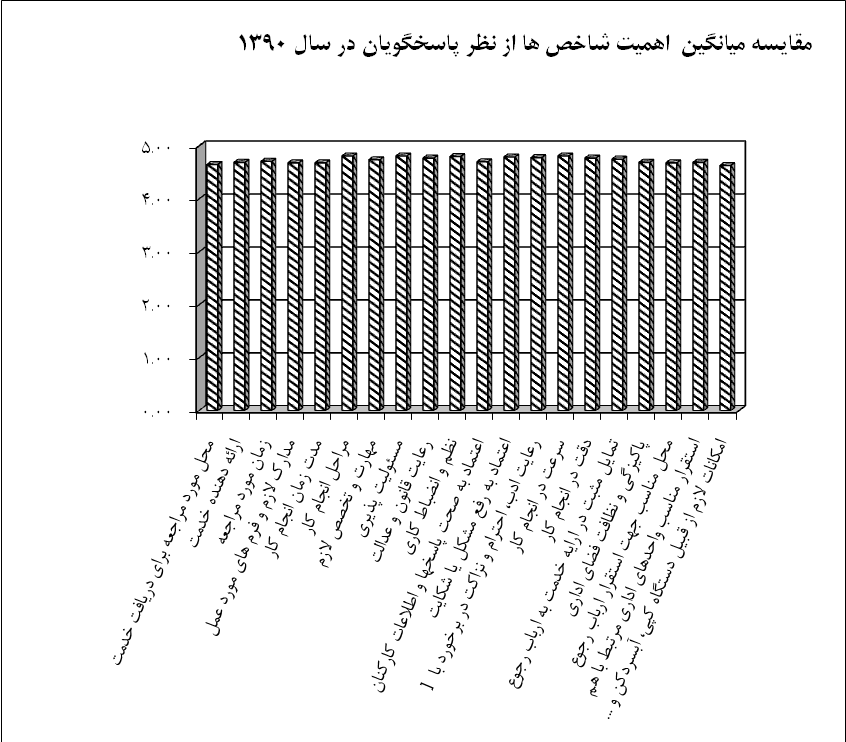 مقایسه میانگین اهمیت شاخص ها از نظر پاسخگویان در سال ۱۳۹۰
۵.۰۰
۴.۰۰
۳.۰۰
۲.۰۰
۱.۰۰
۰.۰۰
محل مورد مراجعه برای دریافت خدمت
ارائه دهنده خدمت
زمان مورد مراجعه
مدارک لازم و فرم های مورد عمل
مدت زمان انجام کار
مراحل انجام کار
مهارت و تخصص لازم
مسئولیت پذیری
رعایت قانون و عدالت
نظم و انضباط کاری
اعتماد به صحت پاسخها و اطلاعات کارکنان
اعتماد به رفع مشکل یا شکایت
رعایت ادب، احترام و نزاکت در برخورد با [
سرعت در انجام کار
دقت در انجام کار
تمایل مثبت در ارایه خدمت به ارباب رجوع
پاکیزگی و نظافت فضای اداری
محل مناسب جهت استقرار ارباب رجوع
استقرار مناسب واحدهای اداری مرتبط با هم
امکانات لازم از قبیل دستگاه کپی، آبسردکن و ...